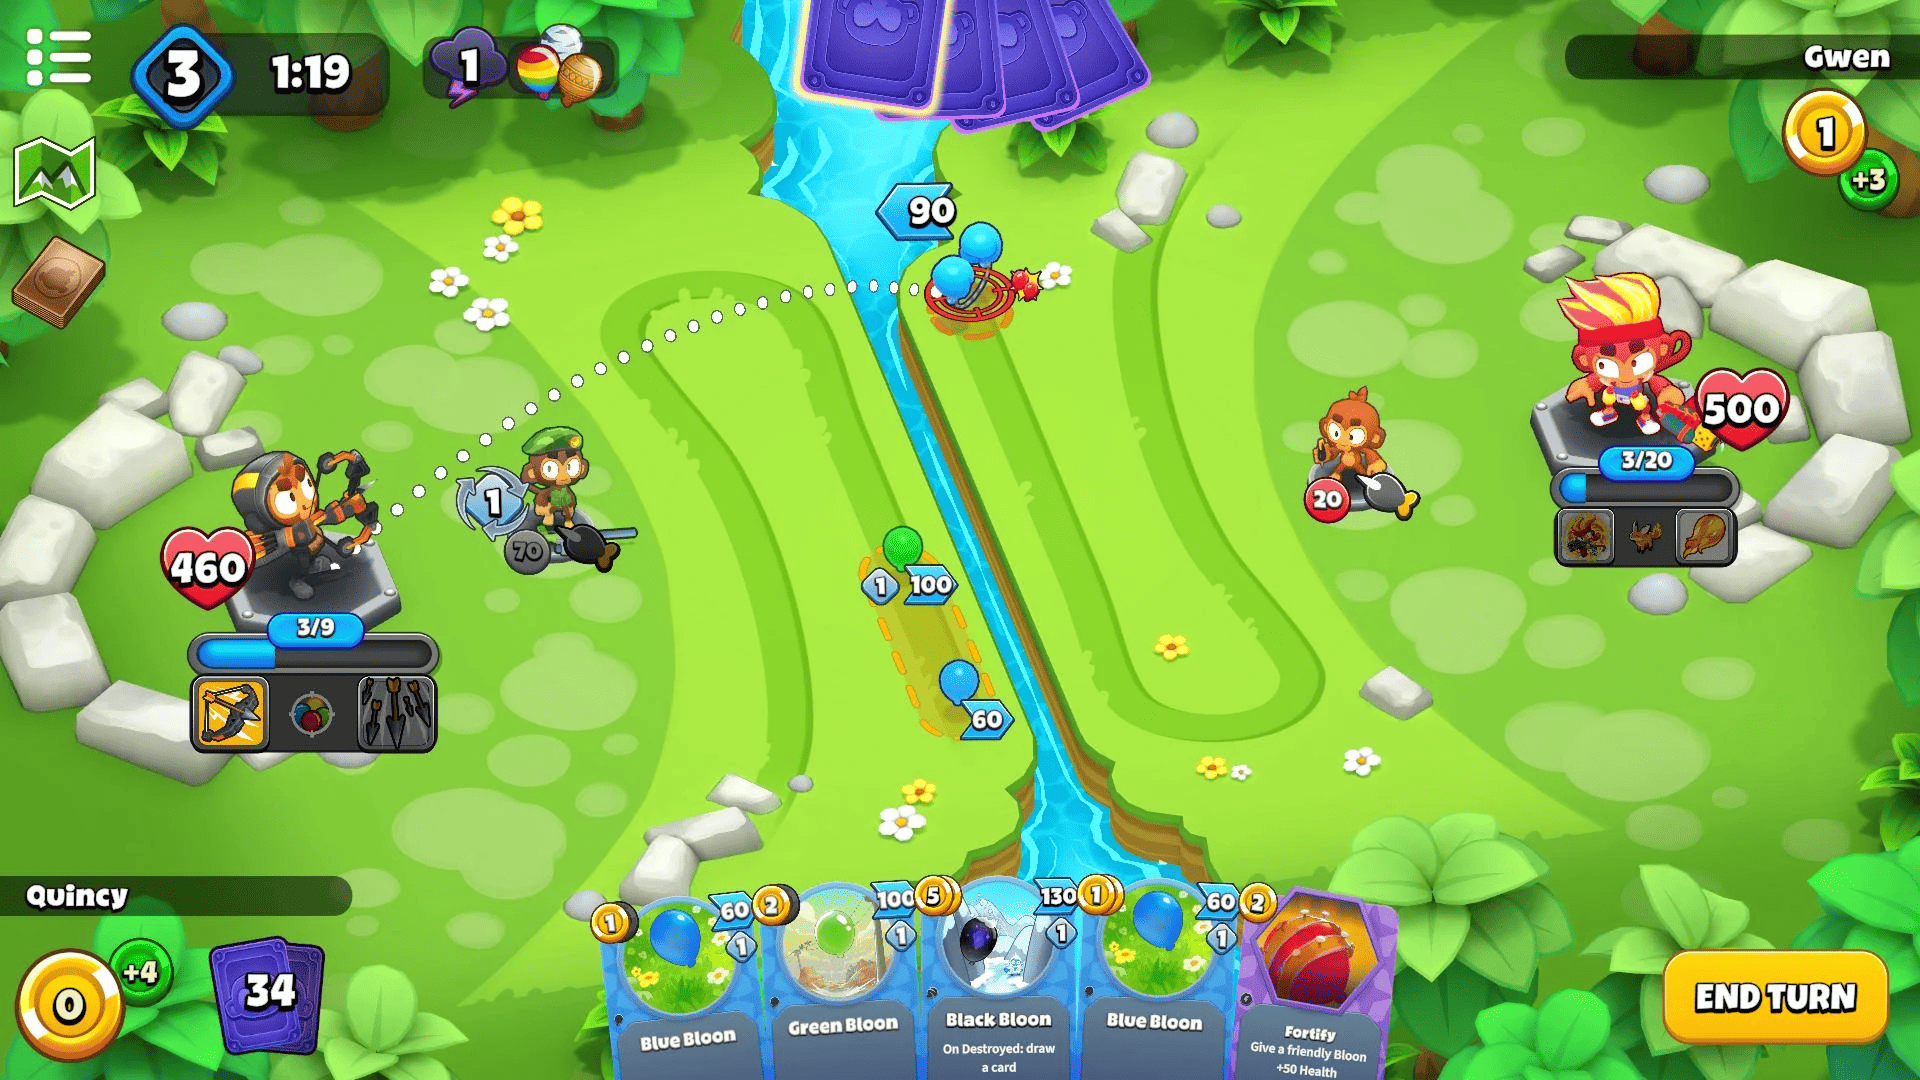 3
1:19
1
Gwen
1
+3
90
500
3/20
20
1
70
460
3/9
1
100
60
Quincy
0
+4
34
1
60
1
Blue Bloon
2
100
1
Green Bloon
5
130
1
Black Bloon
On Destroyed: draw
a card
1
60
1
Blue Bloon
2
Fortify
Give a friendly Bloon
+50 Health
END TURN